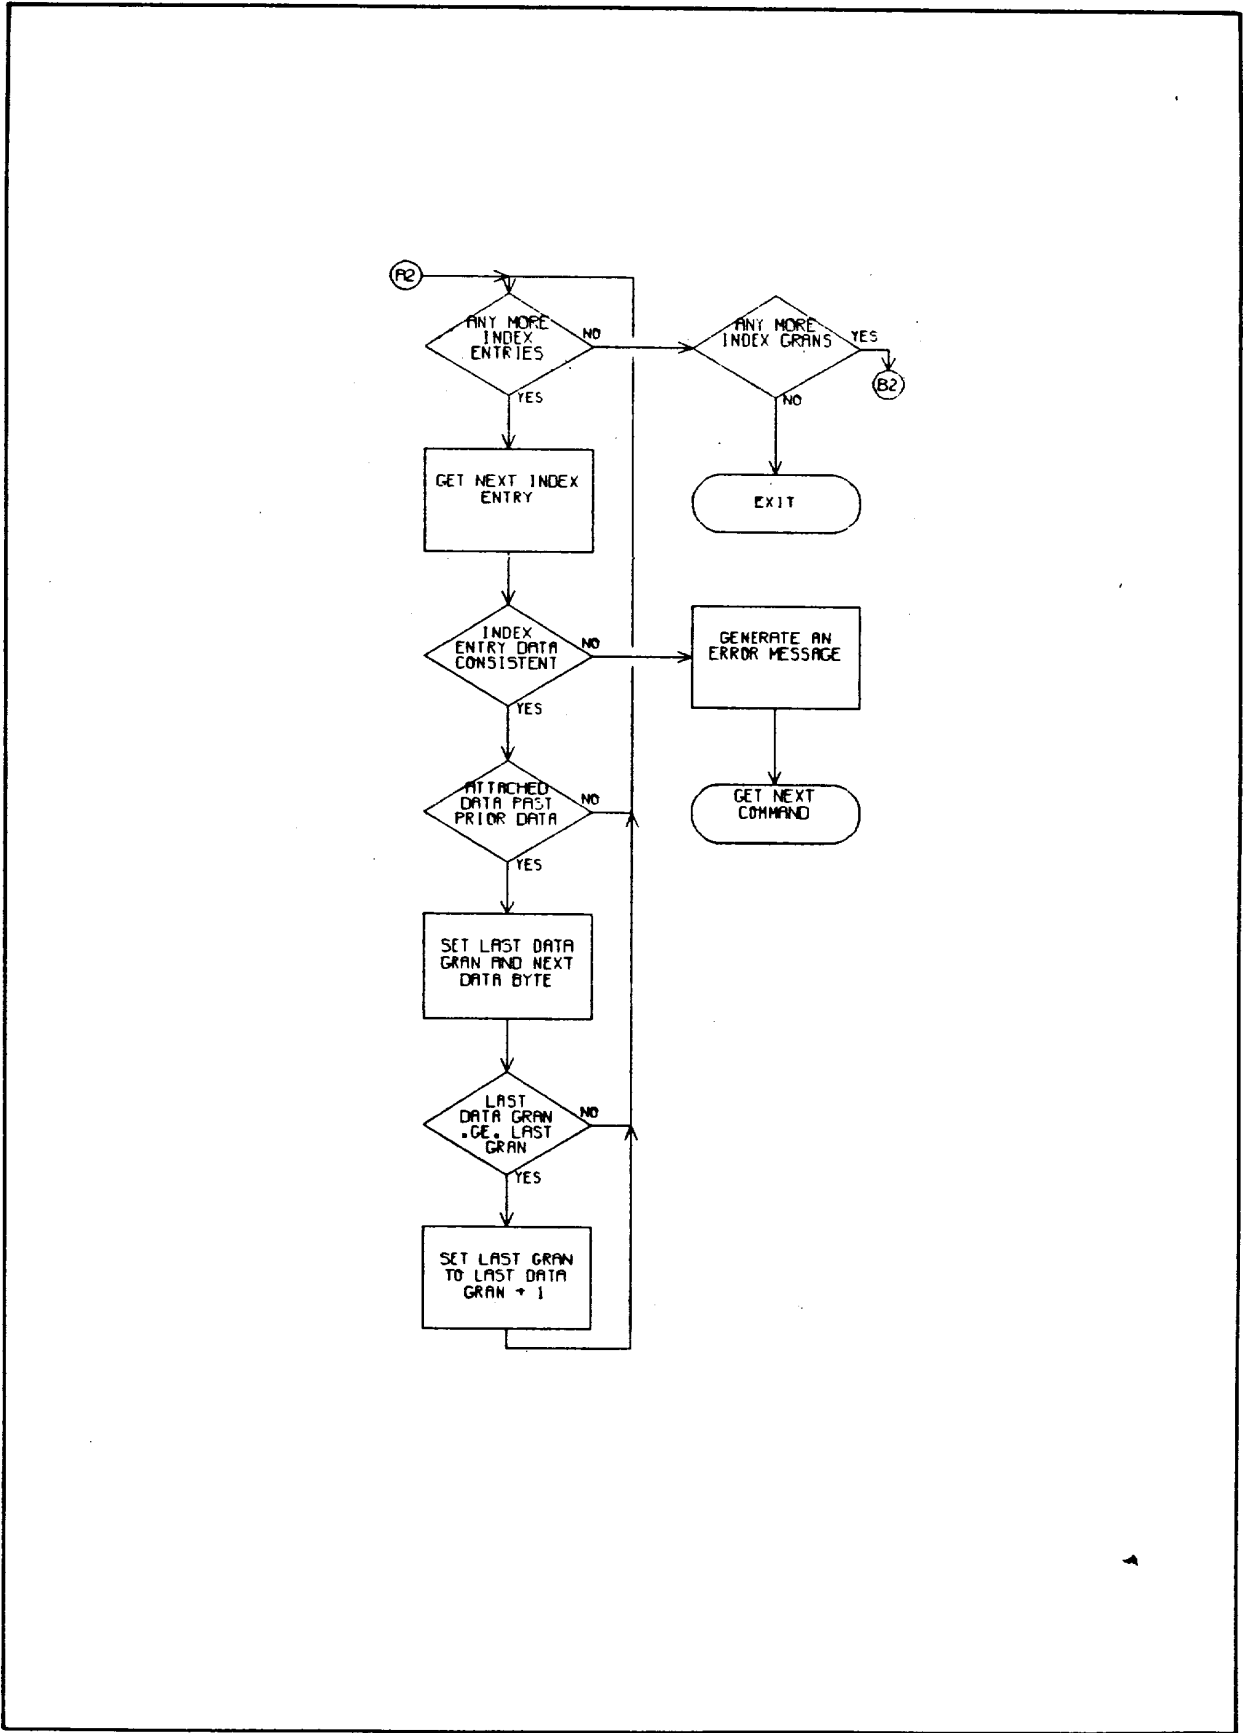 A2
ANY MORE
INDEX
ENTRIES
NO
YES
ANY MORE
INDEX GRANS
YES
B2
NO
GET NEXT INDEX
ENTRY
EXIT
INDEX
ENTRY DATA
CONSISTENT
NO
YES
GENERATE AN
ERROR MESSAGE
ATTACHED
DATA PAST
PRIOR DATA
NO
YES
GET NEXT
COMMAND
SET LAST DATA
GRAN AND NEXT
DATA BYTE
LAST
DATA GRAN
.GE. LAST
GRAN
NO
YES
SET LAST GRAN
TO LAST DATA
GRAN + 1